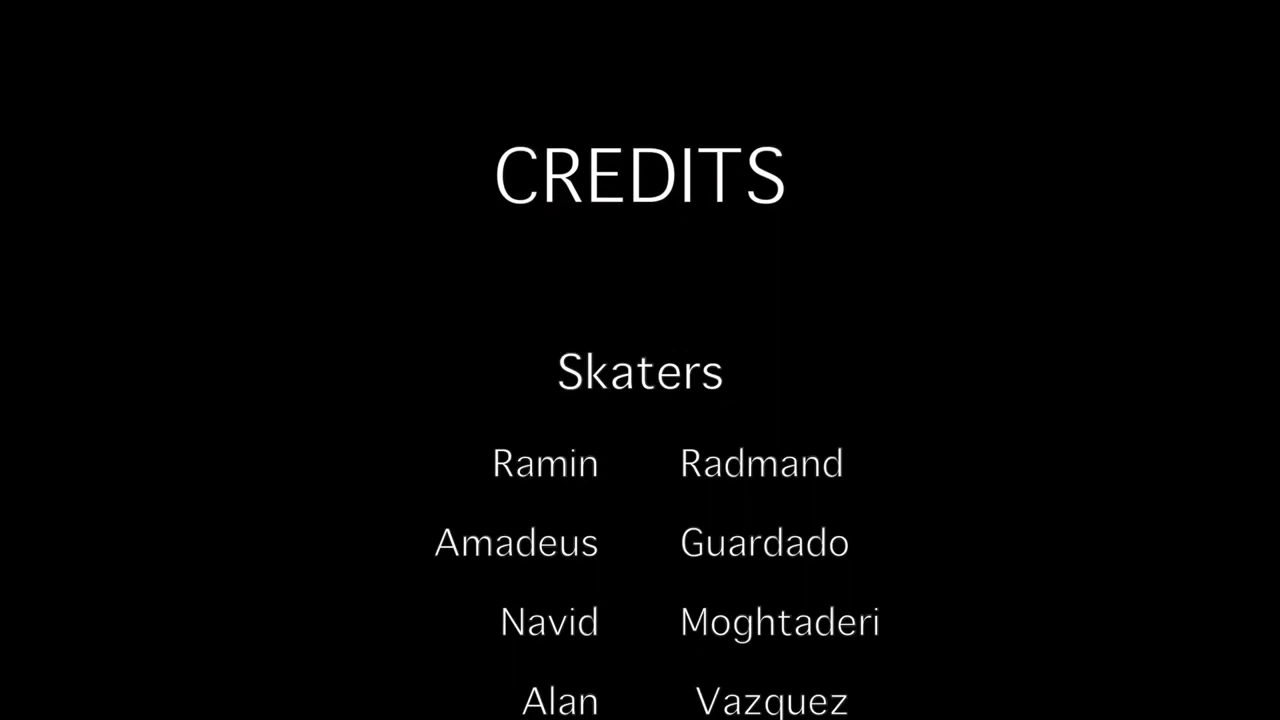 CREDITS
Skaters
Ramin Radmand
Amadeus Guardado
Navid Moghtaderi
Alan Vazquez